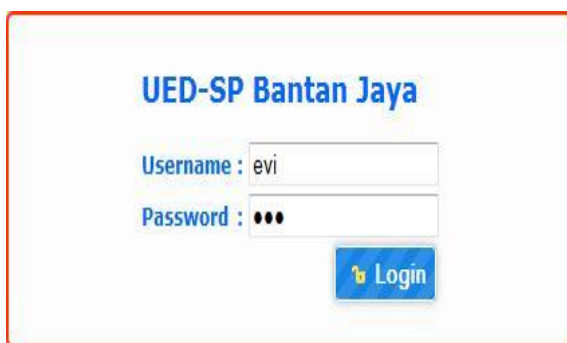 UED-SP Bantan Jaya
Username : evi
Password : •••
Login